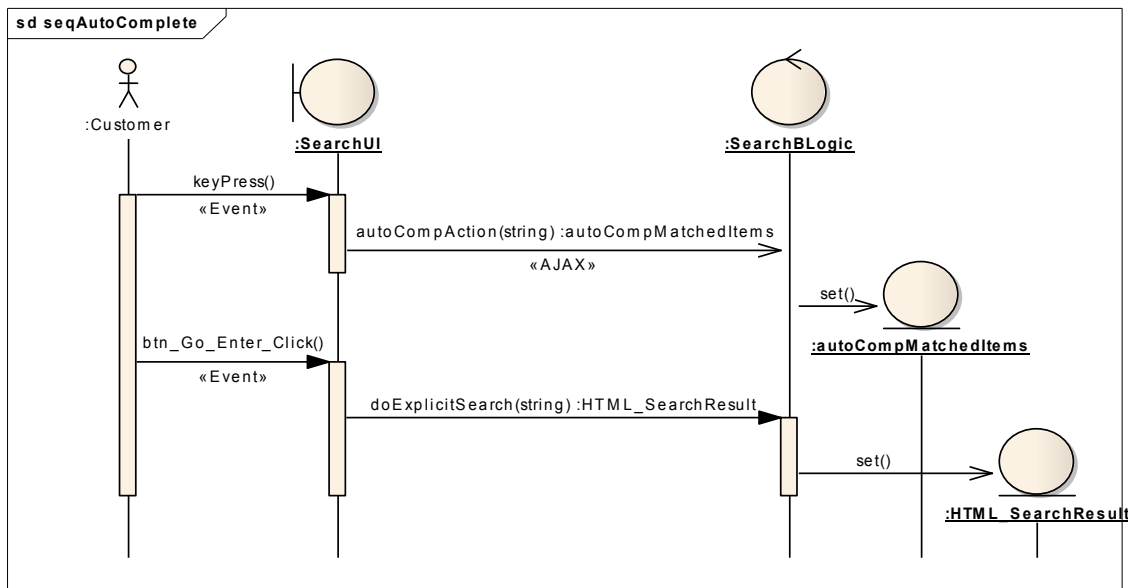 sd seqAutoComplete
:Customer
:SearchUI
:SearchBLogic
keyPress()
«Event»
autoCompAction(string) :autoCompMatchedItems
«AJAX»
set()
:autoCompMatchedItems
btn_Go_Enter_Click()
«Event»
doExplicitSearch(string) :HTML_SearchResult
set()
:HTML_SearchResult